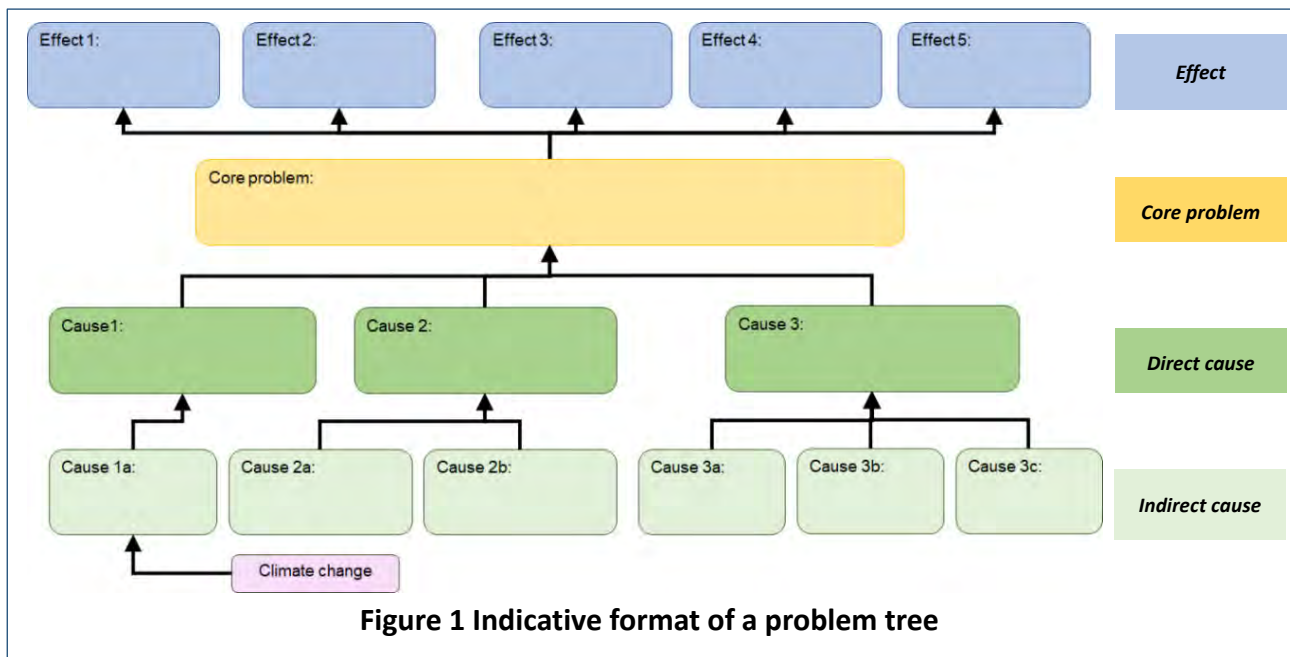 Effect 1:
Effect 2:
Effect 3:
Effect 4:
Effect 5:
Effect
Core problem:
Core problem
Cause1:
Cause 2:
Cause 3:
Direct cause
Cause 1a:
Cause 2a:
Cause 2b:
Cause 3a:
Cause 3b:
Cause 3c:
Indirect cause
Climate change
Figure 1 Indicative format of a problem tree